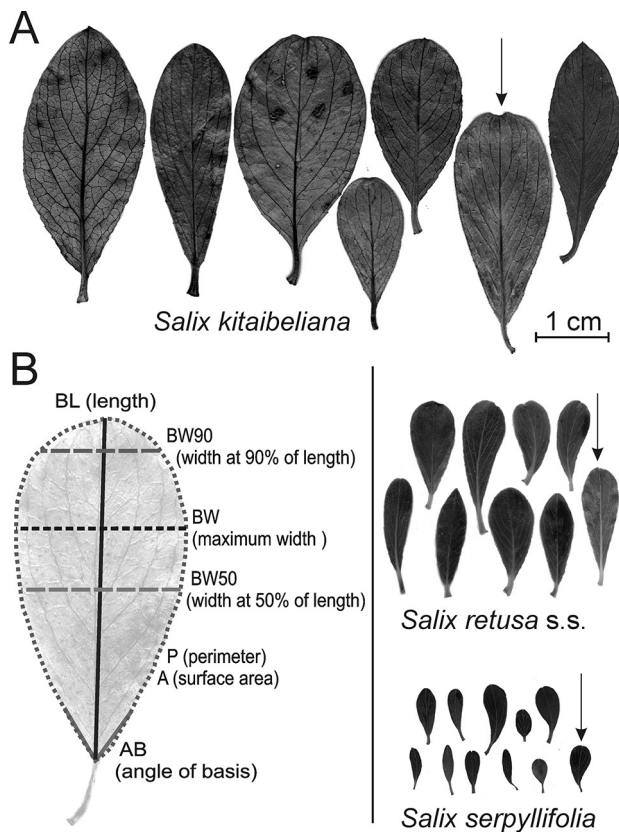 A
Salix kitaibeliana
1 cm
B
BL (length)
BW90
(width at 90% of length)
BW
(maximum width )
BW50
(width at 50% of length)
P (perimeter)
A (surface area)
AB
(angle of basis)
Salix retusa s.s.
Salix serpyllifolia